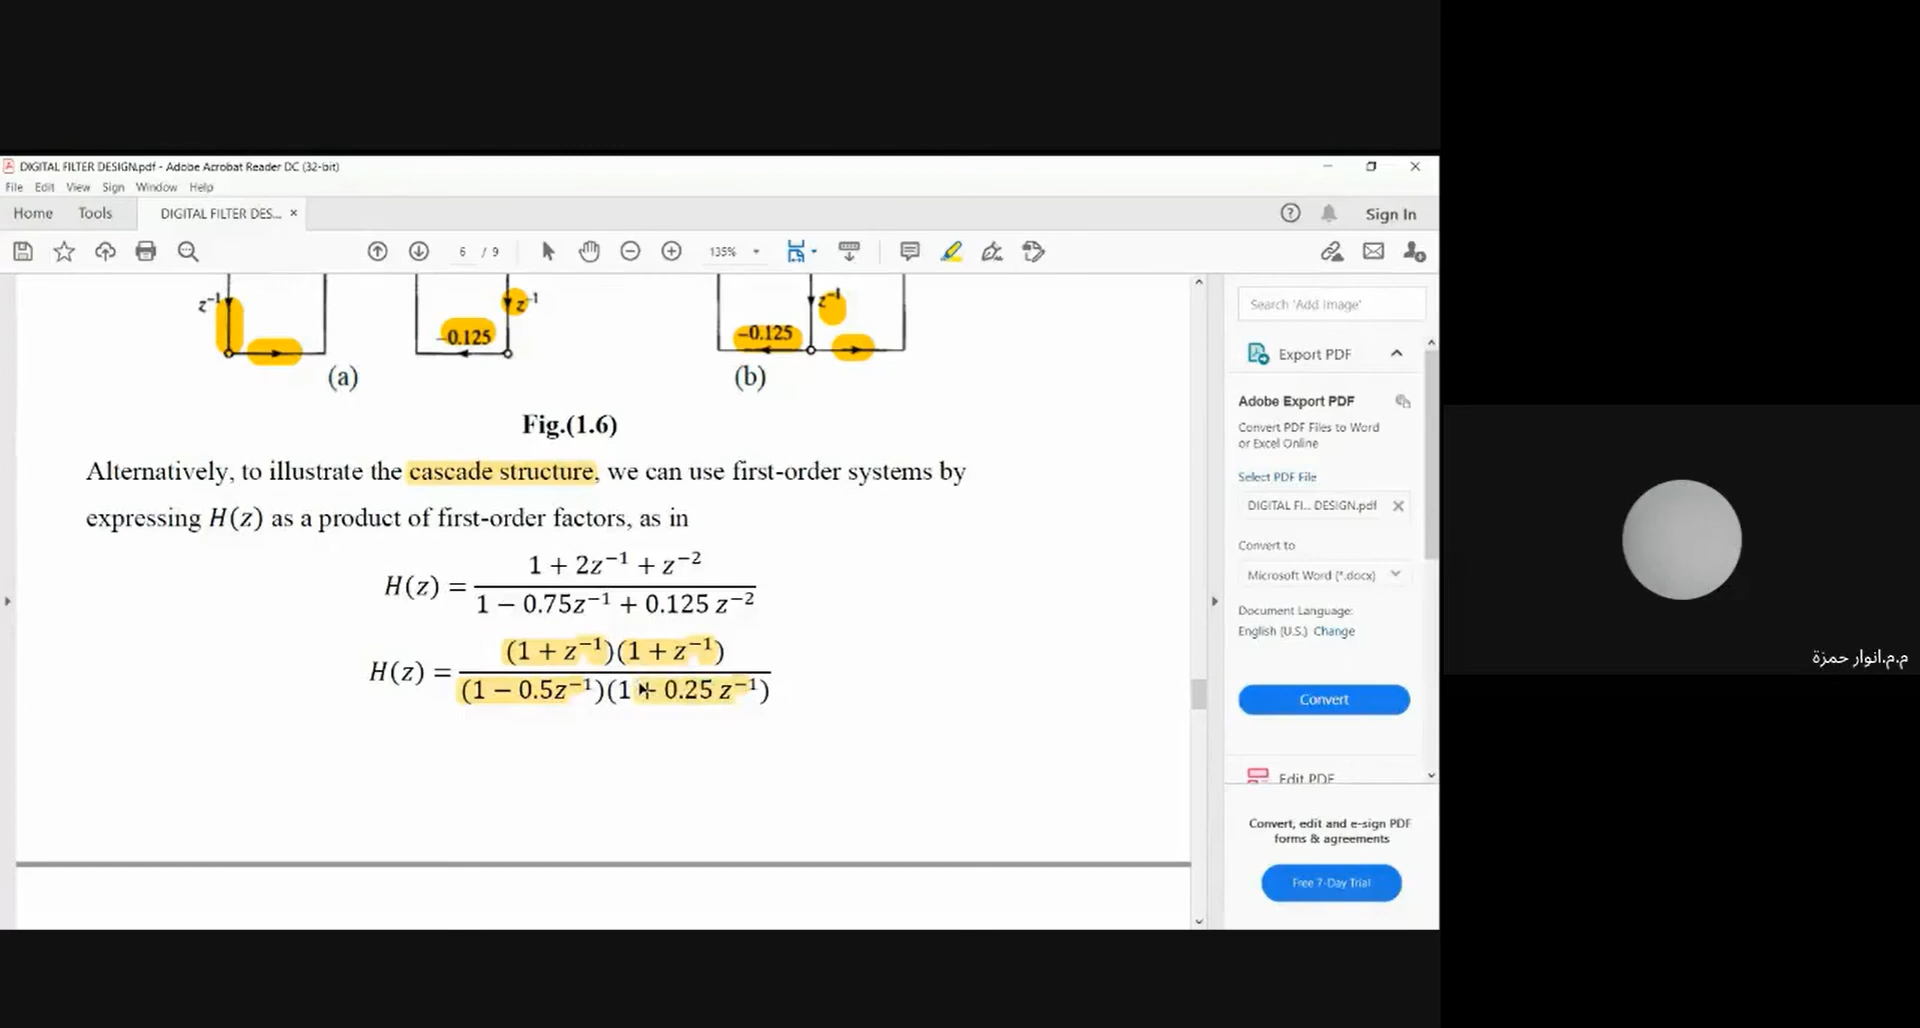 DIGITAL FILTER DESIGN.pdf - Adobe Acrobat Reader DC (32-bit)
File Edit View Sign Window Help
Home Tools DIGITAL FILTER DES... × Sign In
6 / 9 135%
z⁻¹ z⁻¹ z⁻¹
-0.125 -0.125
(a) (b)
Fig.(1.6)
Alternatively, to illustrate the cascade structure, we can use first-order systems by
expressing H(z) as a product of first-order factors, as in
H(z) = (1 + 2z⁻¹ + z⁻²) / (1 − 0.75z⁻¹ + 0.125 z⁻²)
H(z) = (1 + z⁻¹)(1 + z⁻¹) / (1 − 0.5z⁻¹)(1 − 0.25 z⁻¹)
Search 'Add Image'
Export PDF
Adobe Export PDF
Convert PDF Files to Word
or Excel Online
Select PDF File
DIGITAL FI... DESIGN.pdf
Convert to
Microsoft Word (*.docx)
Document Language:
English (U.S.) Change
Convert
Edit PDF
Convert, edit and e-sign PDF
forms & agreements
Free 7-Day Trial
م.م.انوار حمزة